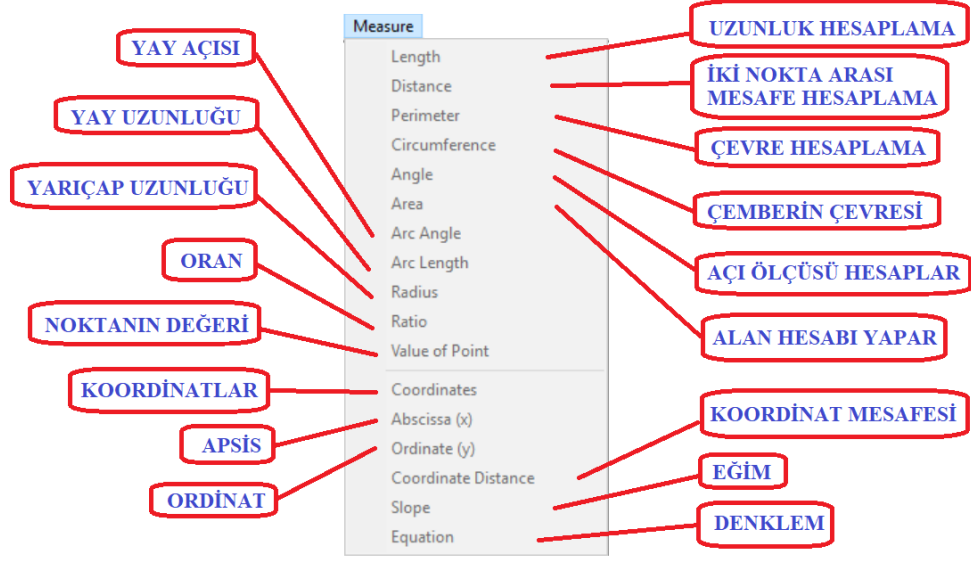 Measure
Length
Distance
Perimeter
Circumference
Angle
Area
Arc Angle
Arc Length
Radius
Ratio
Value of Point
Coordinates
Abscissa (x)
Ordinate (y)
Coordinate Distance
Slope
Equation
YAY AÇISI
YAY UZUNLUĞU
YARIÇAP UZUNLUĞU
ORAN
NOKTANIN DEĞERİ
KOORDİNATLAR
APSİS
ORDİNAT
UZUNLUK HESAPLAMA
İKİ NOKTA ARASI
MESAFE HESAPLAMA
ÇEVRE HESAPLAMA
ÇEMBERİN ÇEVRESİ
AÇI ÖLÇÜSÜ HESAPLAR
ALAN HESABI YAPAR
KOORDİNAT MESAFESİ
EĞİM
DENKLEM